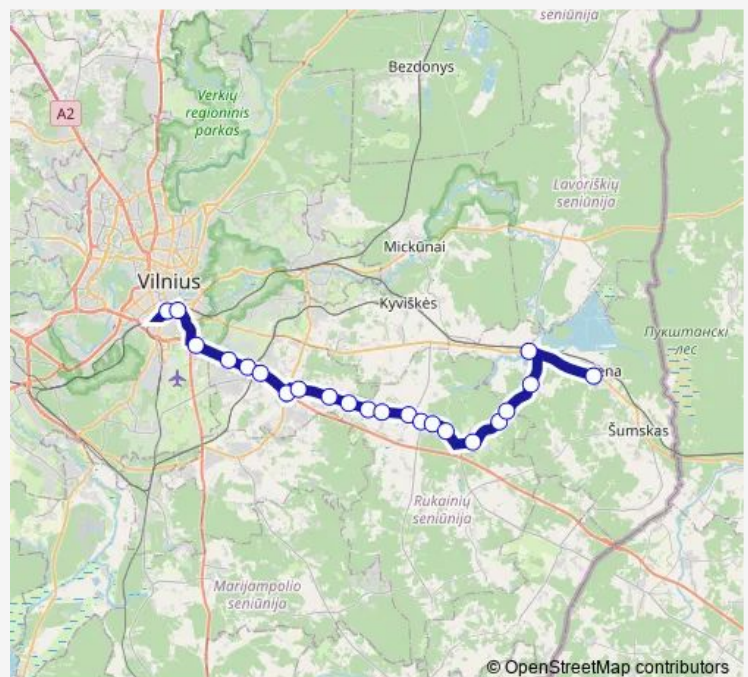 seniūnija
Bezdonys
Verkių
regioninis
parkas
A2
Lavoriškių
seniūnija
Mickūnai
Vilnius
Kyviškės
Пукштанскі
лес
ena
Šumskas
Rukainių
seniūnija
Marijampolio
seniūnija
© OpenStreetMap contributors